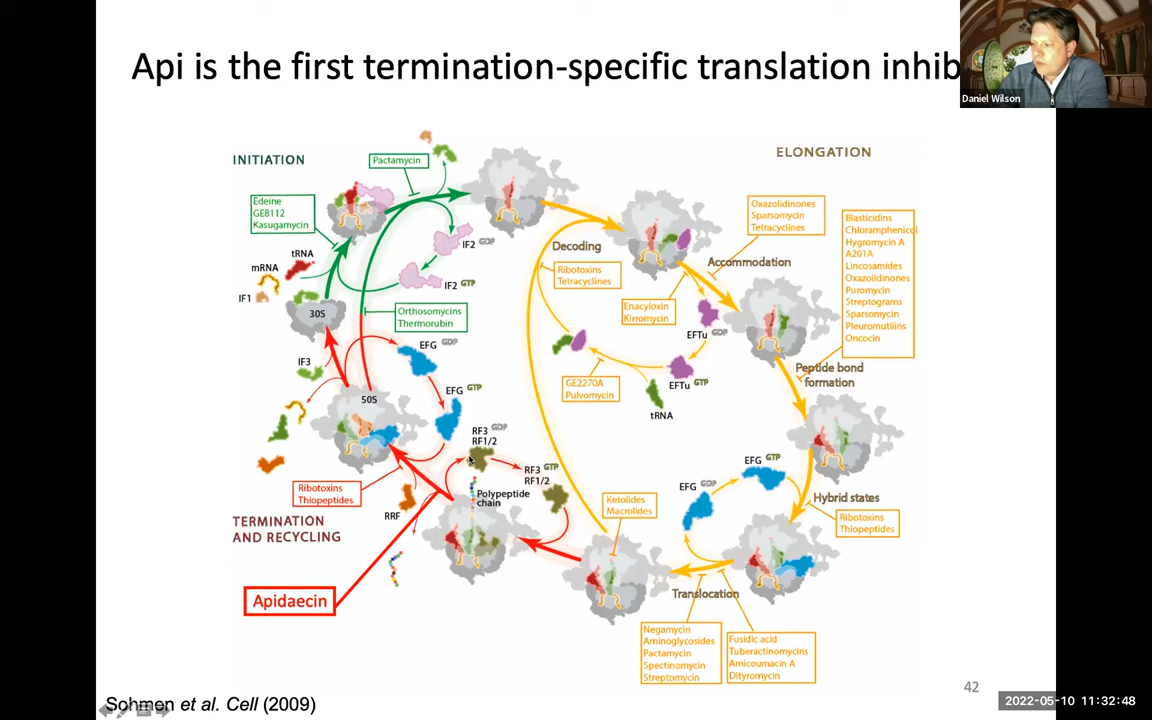 Api is the first termination-specific translation inhib
Daniel Wilson
INITIATION
ELONGATION
Pactamycin
Edeine
GE8112
Kasugamycin
IF2 GDP
IF2 GTP
tRNA
mRNA
IF1
30S
Orthosomycins
Thermorubin
IF3
50S
EFG GDP
EFG GTP
Decoding
Ribotoxins
Tetracyclines
Oxazolidinones
Sparsomycin
Tetracyclines
Accommodation
Enacyloxin
Kirromycin
EFTu GDP
EFTu GTP
GE2270A
Pulvomycin
tRNA
Blasticidins
Chloramphenicol
Hygromycin A
A201A
Lincosamides
Oxazolidinones
Puromycin
Streptograms
Sparsomycin
Pleuromutilins
Oncocin
Peptide bond
formation
Hybrid states
Ribotoxins
Thiopeptides
EFG GTP
EFG GDP
Translocation
Negamycin
Aminoglycosides
Pactamycin
Spectinomycin
Streptomycin
Fusidic acid
Tuberactinomycins
Amicoumacin A
Dityromycin
Ketolides
Macrolides
RF3 GDP
RF1/2
RF3 GTP
RF1/2
Polypeptide
chain
Ribotoxins
Thiopeptides
RRF
TERMINATION
AND RECYCLING
Apidaecin
Sohmen et al. Cell (2009)
42
2022-05-10 11:32:48